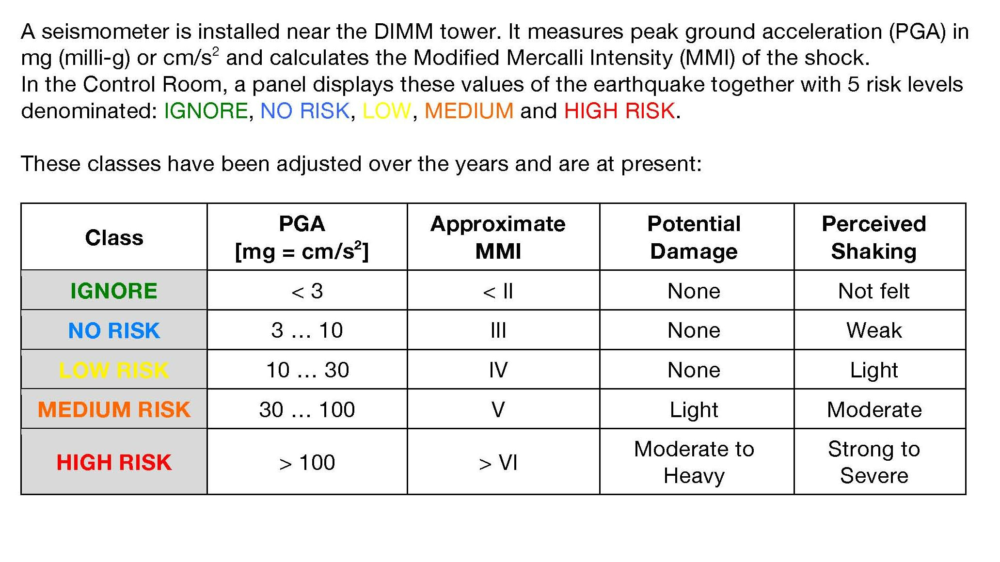 A seismometer is installed near the DIMM tower. It measures peak ground acceleration (PGA) in
mg (milli-g) or cm/s² and calculates the Modified Mercalli Intensity (MMI) of the shock.
In the Control Room, a panel displays these values of the earthquake together with 5 risk levels
denominated: IGNORE, NO RISK, LOW, MEDIUM and HIGH RISK.
These classes have been adjusted over the years and are at present:
Class
PGA
[mg = cm/s²]
Approximate
MMI
Potential
Damage
Perceived
Shaking
IGNORE < 3 < II None Not felt
NO RISK 3 … 10 III None Weak
LOW RISK 10 … 30 IV None Light
MEDIUM RISK 30 … 100 V Light Moderate
HIGH RISK > 100 > VI
Moderate to
Heavy
Strong to
Severe